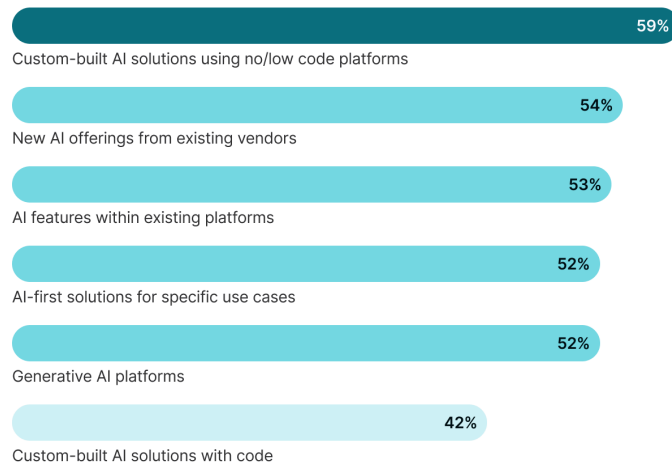 59%
Custom-built AI solutions using no/low code platforms
54%
New AI offerings from existing vendors
53%
AI features within existing platforms
52%
AI-first solutions for specific use cases
52%
Generative AI platforms
42%
Custom-built AI solutions with code